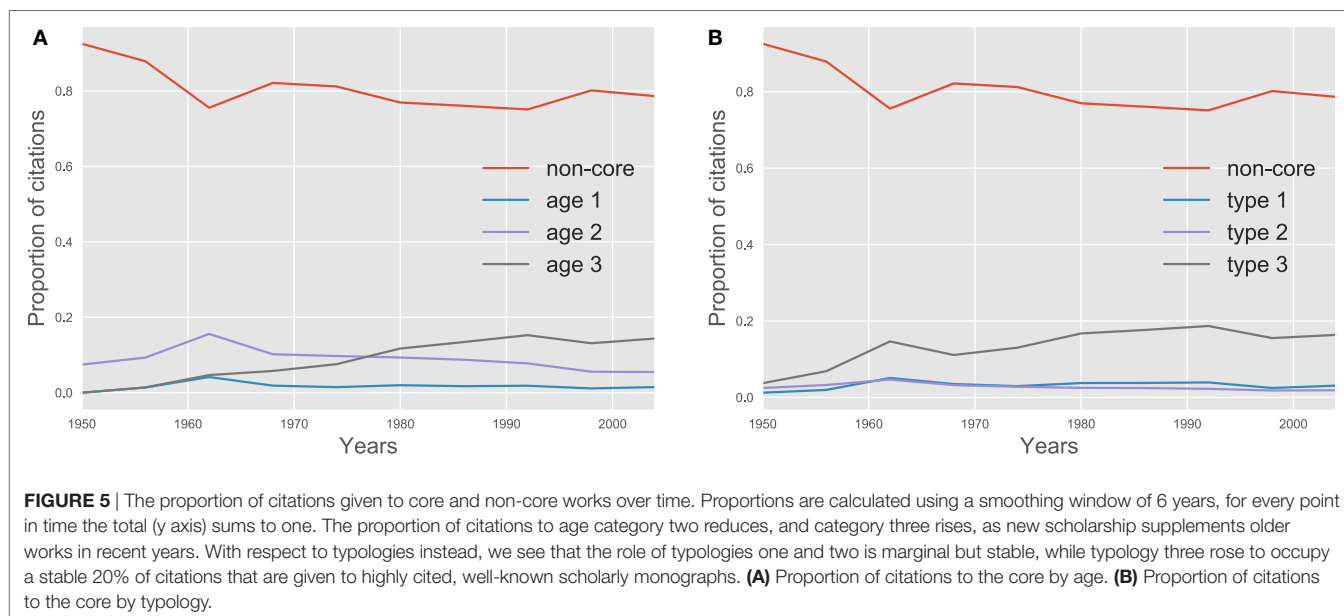 A
Proportion of citations
0.8
0.6
0.4
0.2
0.0
non-core
age 1
age 2
age 3
1950
1960
1970
1980
1990
2000
Years
B
Proportion of citations
0.8
0.6
0.4
0.2
0.0
non-core
type 1
type 2
type 3
1950
1960
1970
1980
1990
2000
Years
FIGURE 5 | The proportion of citations given to core and non-core works over time. Proportions are calculated using a smoothing window of 6 years, for every point
in time the total (y axis) sums to one. The proportion of citations to age category two reduces, and category three rises, as new scholarship supplements older
works in recent years. With respect to typologies instead, we see that the role of typologies one and two is marginal but stable, while typology three rose to occupy
a stable 20% of citations that are given to highly cited, well-known scholarly monographs. (A) Proportion of citations to the core by age. (B) Proportion of citations
to the core by typology.